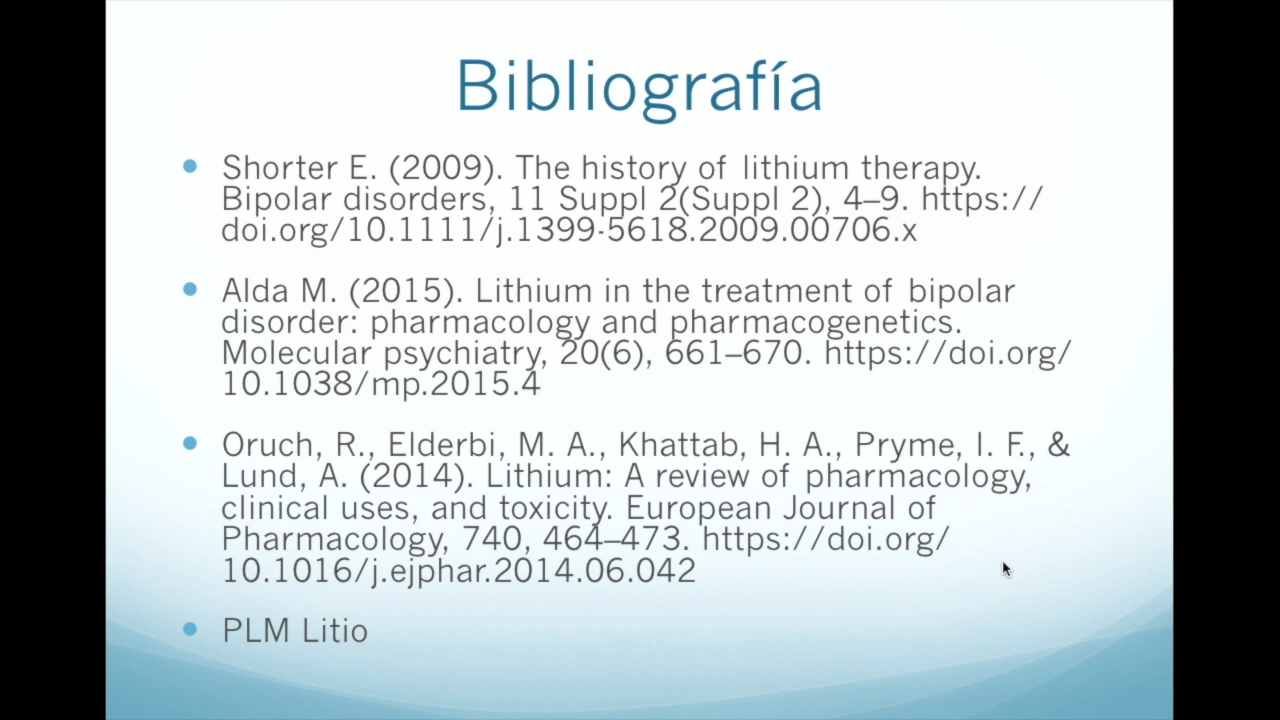 Bibliografía
Shorter E. (2009). The history of lithium therapy.
Bipolar disorders, 11 Suppl 2(Suppl 2), 4–9. https://
doi.org/10.1111/j.1399-5618.2009.00706.x
Alda M. (2015). Lithium in the treatment of bipolar
disorder: pharmacology and pharmacogenetics.
Molecular psychiatry, 20(6), 661–670. https://doi.org/
10.1038/mp.2015.4
Oruch, R., Elderbi, M. A., Khattab, H. A., Pryme, I. F., &
Lund, A. (2014). Lithium: A review of pharmacology,
clinical uses, and toxicity. European Journal of
Pharmacology, 740, 464–473. https://doi.org/
10.1016/j.ejphar.2014.06.042
PLM Litio